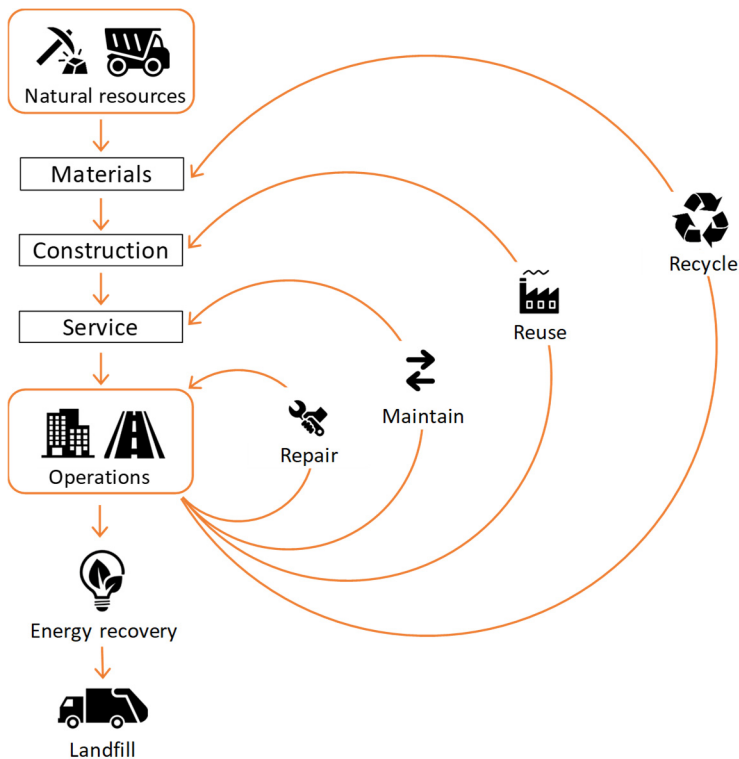 Natural resources
Materials
Construction
Service
Operations
Energy recovery
Landfill
Repair
Maintain
Reuse
Recycle